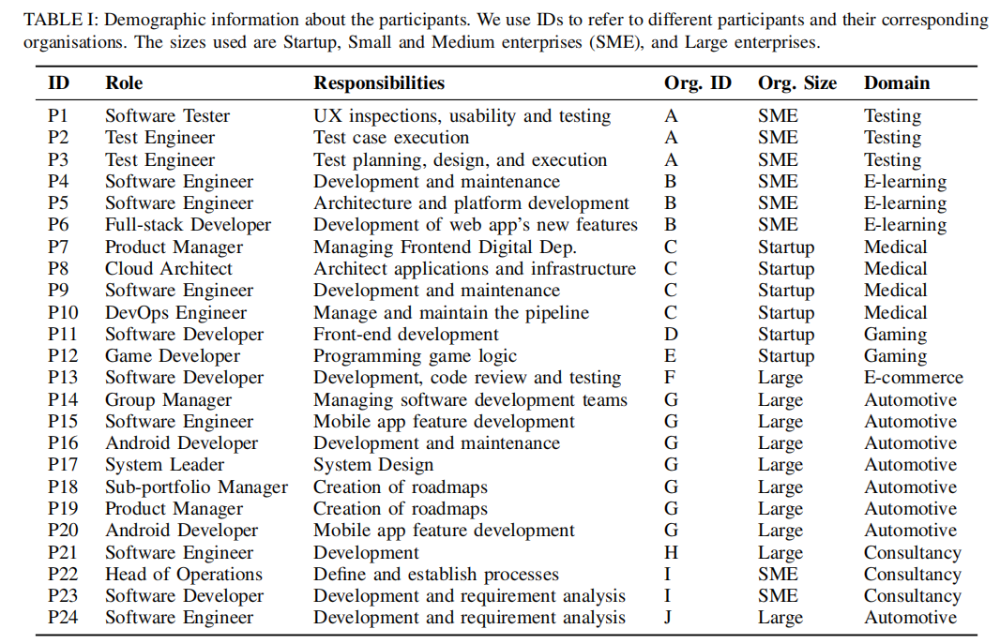 TABLE I: Demographic information about the participants. We use IDs to refer to different participants and their corresponding
organisations. The sizes used are Startup, Small and Medium enterprises (SME), and Large enterprises.
ID Role Responsibilities Org. ID Org. Size Domain
P1 Software Tester UX inspections, usability and testing A SME Testing
P2 Test Engineer Test case execution A SME Testing
P3 Test Engineer Test planning, design, and execution A SME Testing
P4 Software Engineer Development and maintenance B SME E-learning
P5 Software Engineer Architecture and platform development B SME E-learning
P6 Full-stack Developer Development of web app's new features B SME E-learning
P7 Product Manager Managing Frontend Digital Dep. C Startup Medical
P8 Cloud Architect Architect applications and infrastructure C Startup Medical
P9 Software Engineer Development and maintenance C Startup Medical
P10 DevOps Engineer Manage and maintain the pipeline C Startup Medical
P11 Software Developer Front-end development D Startup Gaming
P12 Game Developer Programming game logic E Startup Gaming
P13 Software Developer Development, code review and testing F Large E-commerce
P14 Group Manager Managing software development teams G Large Automotive
P15 Software Engineer Mobile app feature development G Large Automotive
P16 Android Developer Development and maintenance G Large Automotive
P17 System Leader System Design G Large Automotive
P18 Sub-portfolio Manager Creation of roadmaps G Large Automotive
P19 Product Manager Creation of roadmaps G Large Automotive
P20 Android Developer Mobile app feature development G Large Automotive
P21 Software Engineer Development H Large Consultancy
P22 Head of Operations Define and establish processes I SME Consultancy
P23 Software Developer Development and requirement analysis I SME Consultancy
P24 Software Engineer Development and requirement analysis J Large Automotive